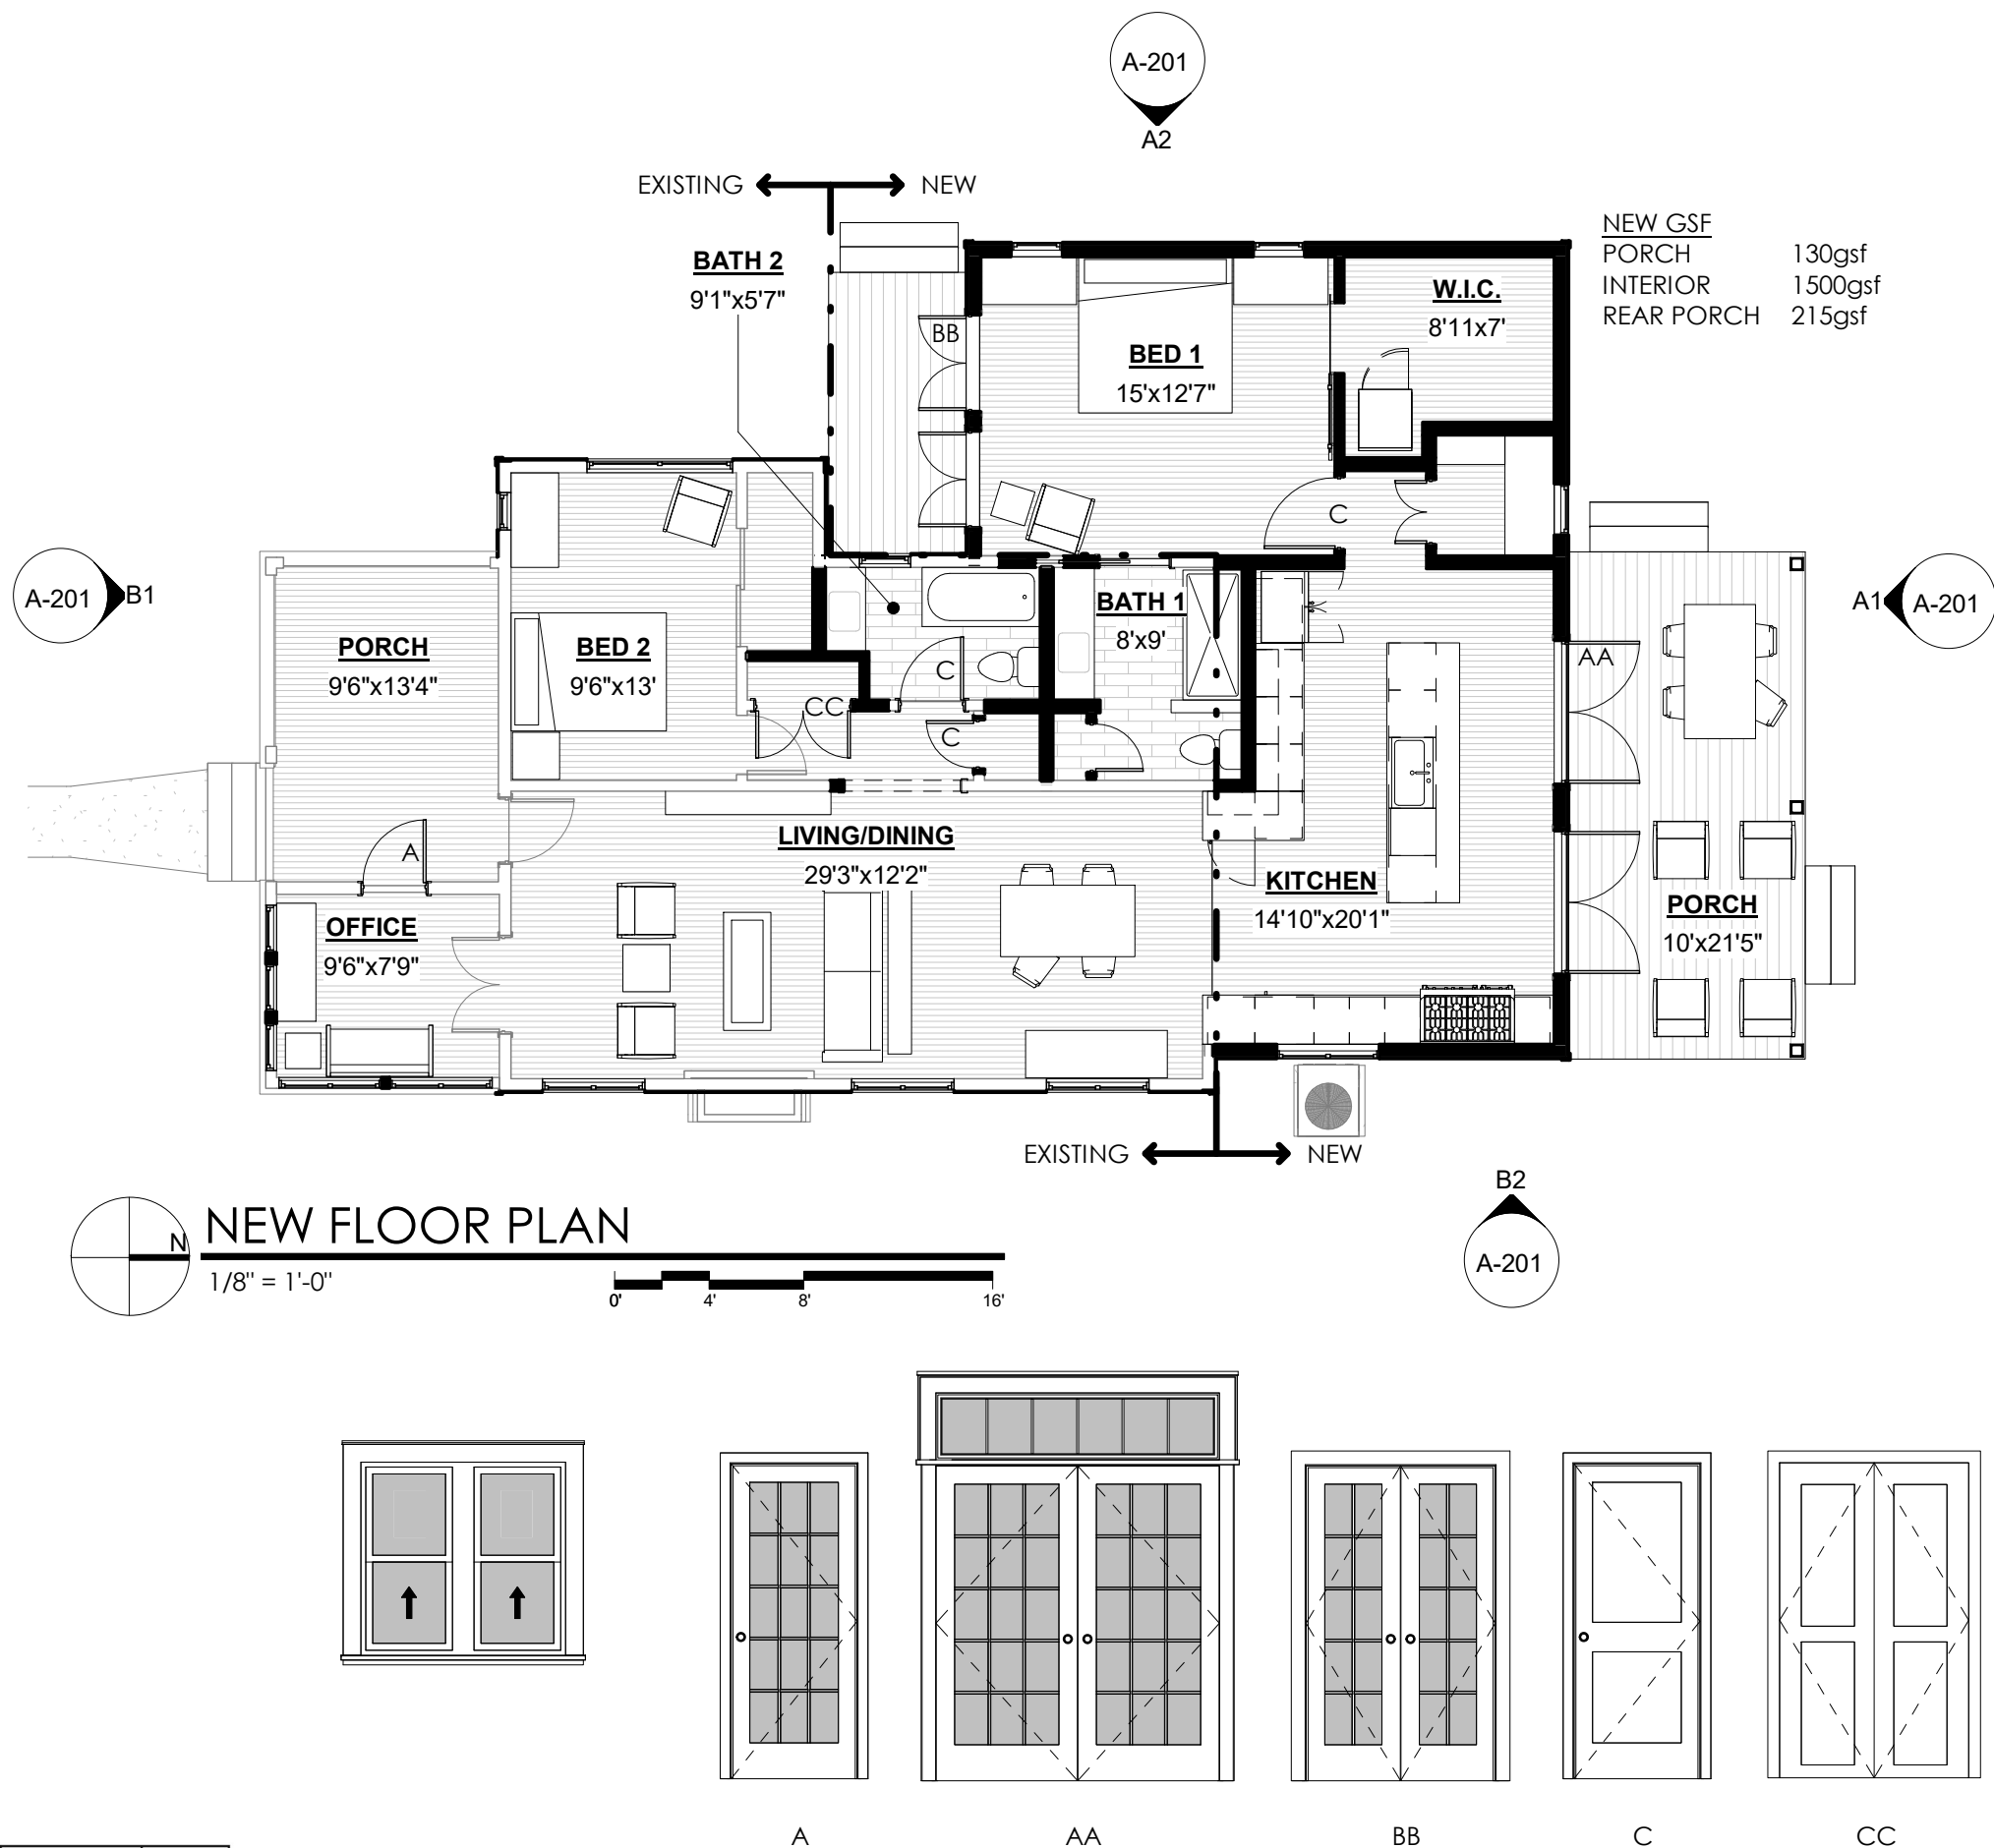 A-201
A2
EXISTING NEW
NEW GSF
PORCH 130gsf
INTERIOR 1500gsf
REAR PORCH 215gsf
BATH 2
9'1"x5'7"
W.I.C.
8'11x7'
BB
BED 1
15'x12'7"
C
A-201 B1
A1 A-201
PORCH
9'6"x13'4"
BED 2
9'6"x13'
BATH 1
8'x9'
AA
C
CC
C
A
LIVING/DINING
29'3"x12'2"
KITCHEN
14'10"x20'1"
PORCH
10'x21'5"
OFFICE
9'6"x7'9"
EXISTING NEW
B2
A-201
N
NEW FLOOR PLAN
1/8" = 1'-0"
0' 4' 8' 16'
A AA BB C CC